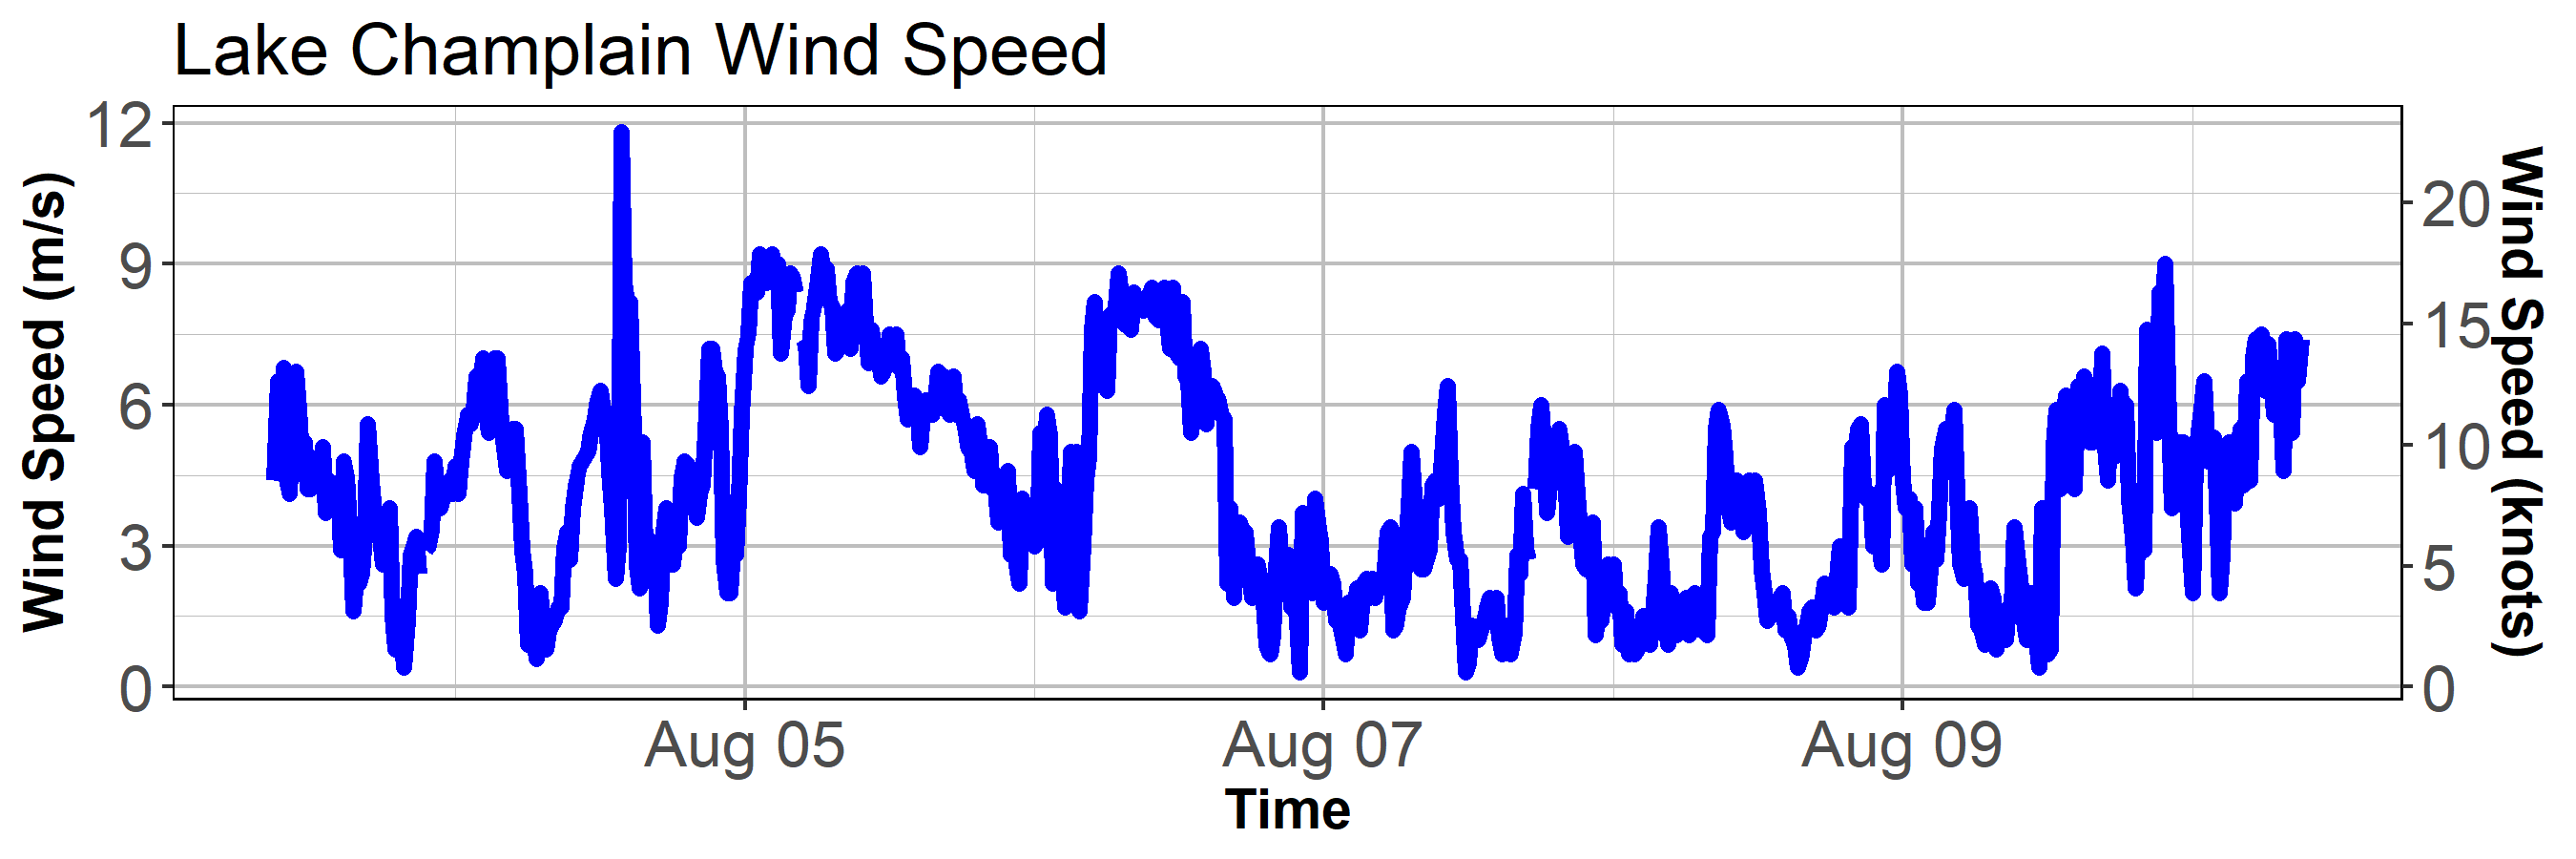 Lake Champlain Wind Speed
Wind Speed (m/s)
12
9
6
3
0
20
15
10
5
0
Wind Speed (knots)
Aug 05
Aug 07
Aug 09
Time